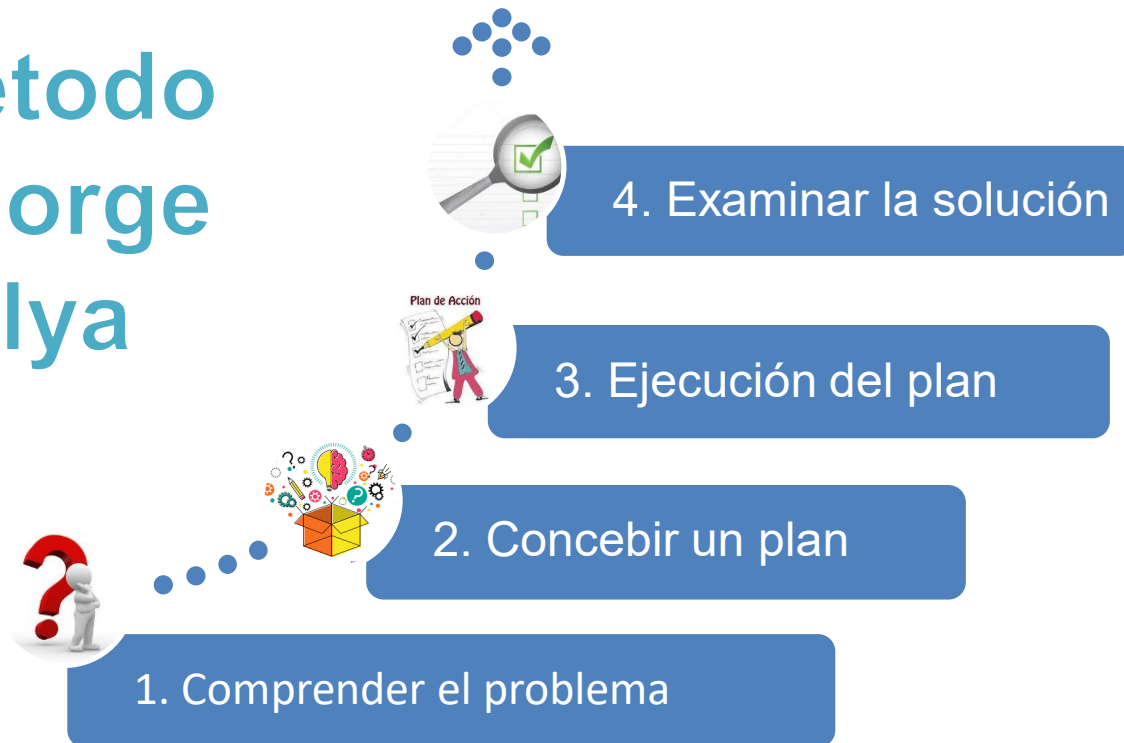 étodo
orge
lya
4. Examinar la solución
Plan de Acción
3. Ejecución del plan
2. Concebir un plan
1. Comprender el problema